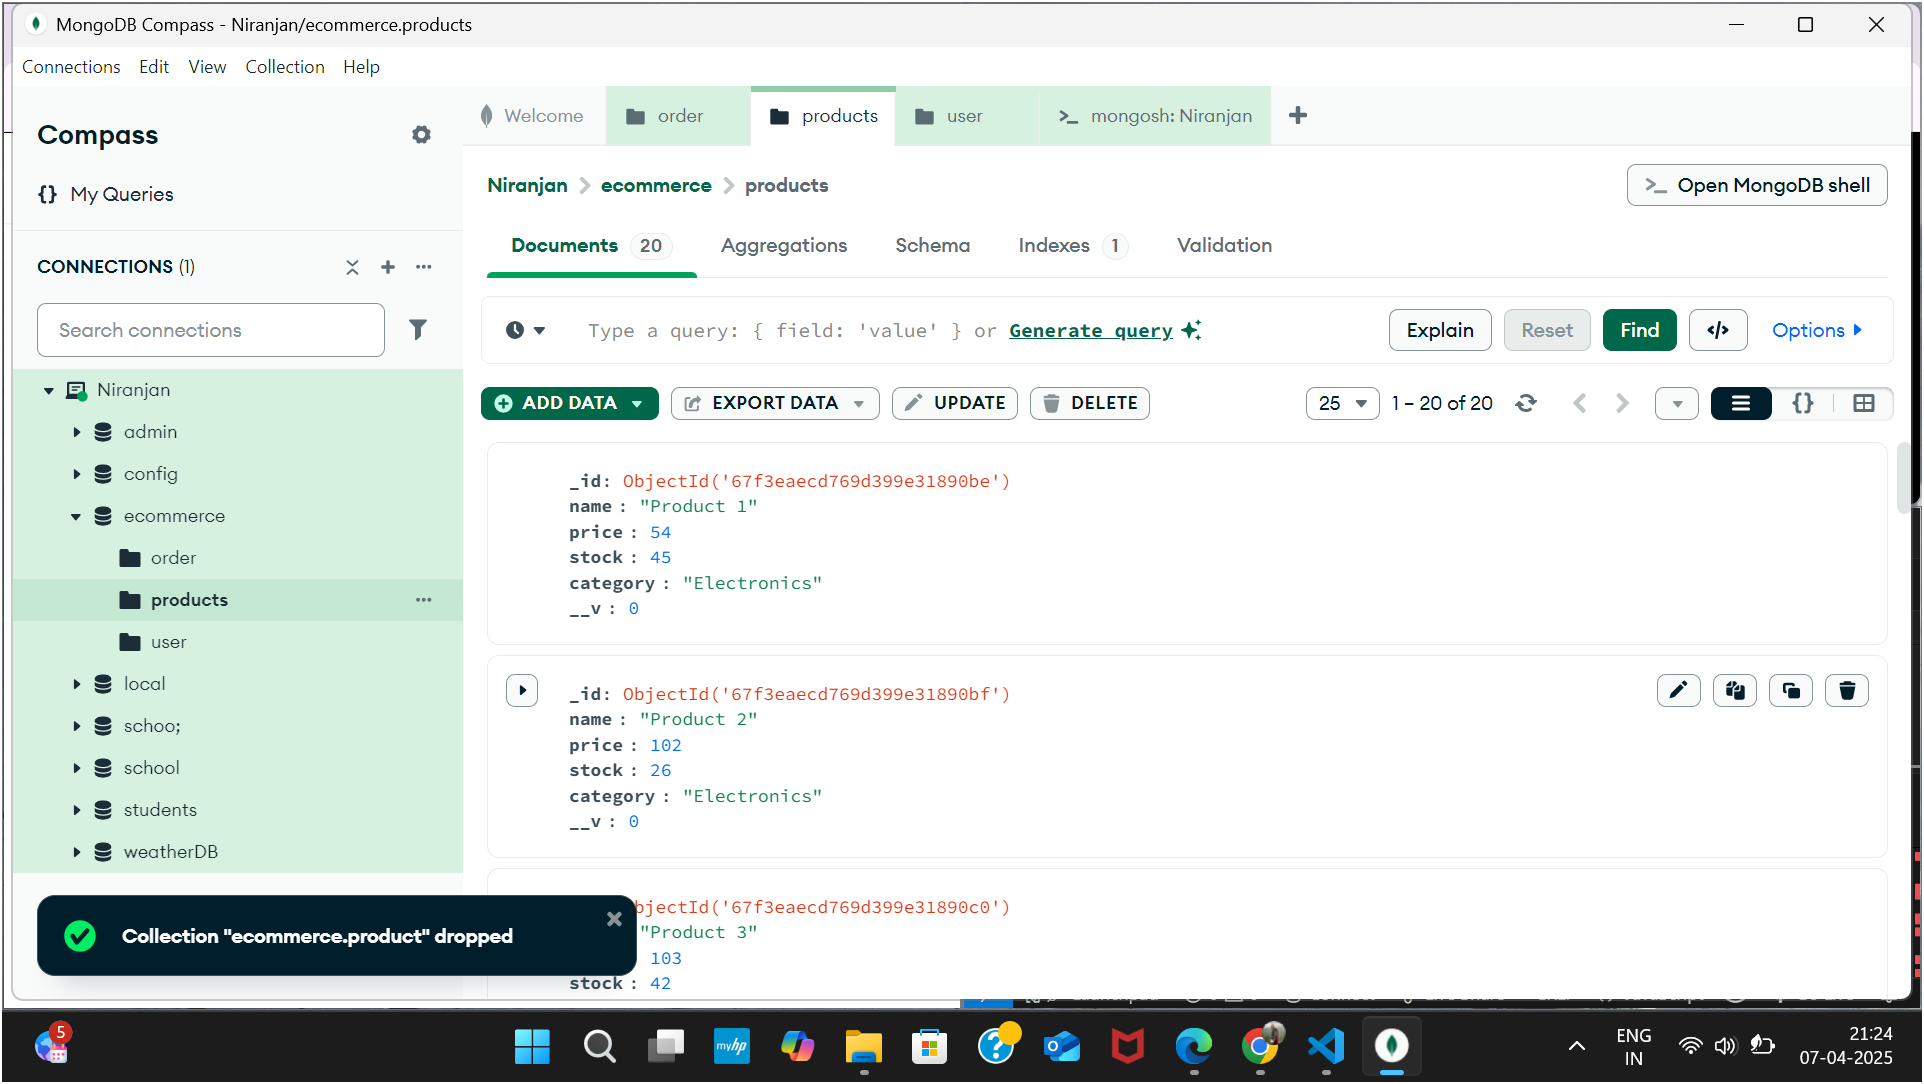 MongoDB Compass - Niranjan/ecommerce.products
Connections Edit View Collection Help
Compass
{} My Queries
CONNECTIONS (1)
Search connections
Niranjan
admin
config
ecommerce
order
products
user
local
schoo;
school
students
weatherDB
Welcome order products user >_ mongosh: Niranjan
Niranjan > ecommerce > products
>_ Open MongoDB shell
Documents 20 Aggregations Schema Indexes 1 Validation
Type a query: { field: 'value' } or Generate query
Explain Reset Find </> Options
ADD DATA EXPORT DATA UPDATE DELETE
25 1 – 20 of 20 {}
_id: ObjectId('67f3eaecd769d399e31890be')
name : "Product 1"
price : 54
stock : 45
category : "Electronics"
__v : 0
_id: ObjectId('67f3eaecd769d399e31890bf')
name : "Product 2"
price : 102
stock : 26
category : "Electronics"
__v : 0
bjectId('67f3eaecd769d399e31890c0')
"Product 3"
103
stock : 42
Collection "ecommerce.product" dropped
5
myhp
ENG
IN
21:24
07-04-2025